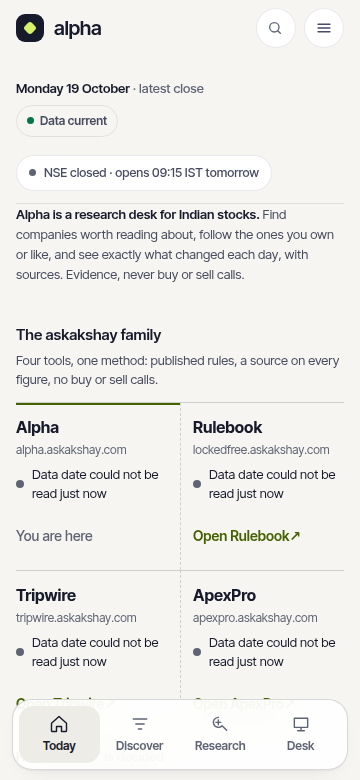 alpha
Monday 19 October · latest close
Data current
NSE closed · opens 09:15 IST tomorrow
Alpha is a research desk for Indian stocks. Find
companies worth reading about, follow the ones you own
or like, and see exactly what changed each day, with
sources. Evidence, never buy or sell calls.
The askakshay family
Four tools, one method: published rules, a source on every
figure, no buy or sell calls.
Alpha
alpha.askakshay.com
Data date could not be
read just now
You are here
Rulebook
lockedfree.askakshay.com
Data date could not be
read just now
Open Rulebook↗
Tripwire
tripwire.askakshay.com
Data date could not be
read just now
Open Tripwire↗
ApexPro
apexpro.askakshay.com
Data date could not be
read just now
Open ApexPro↗
Today
Discover
Research
Desk